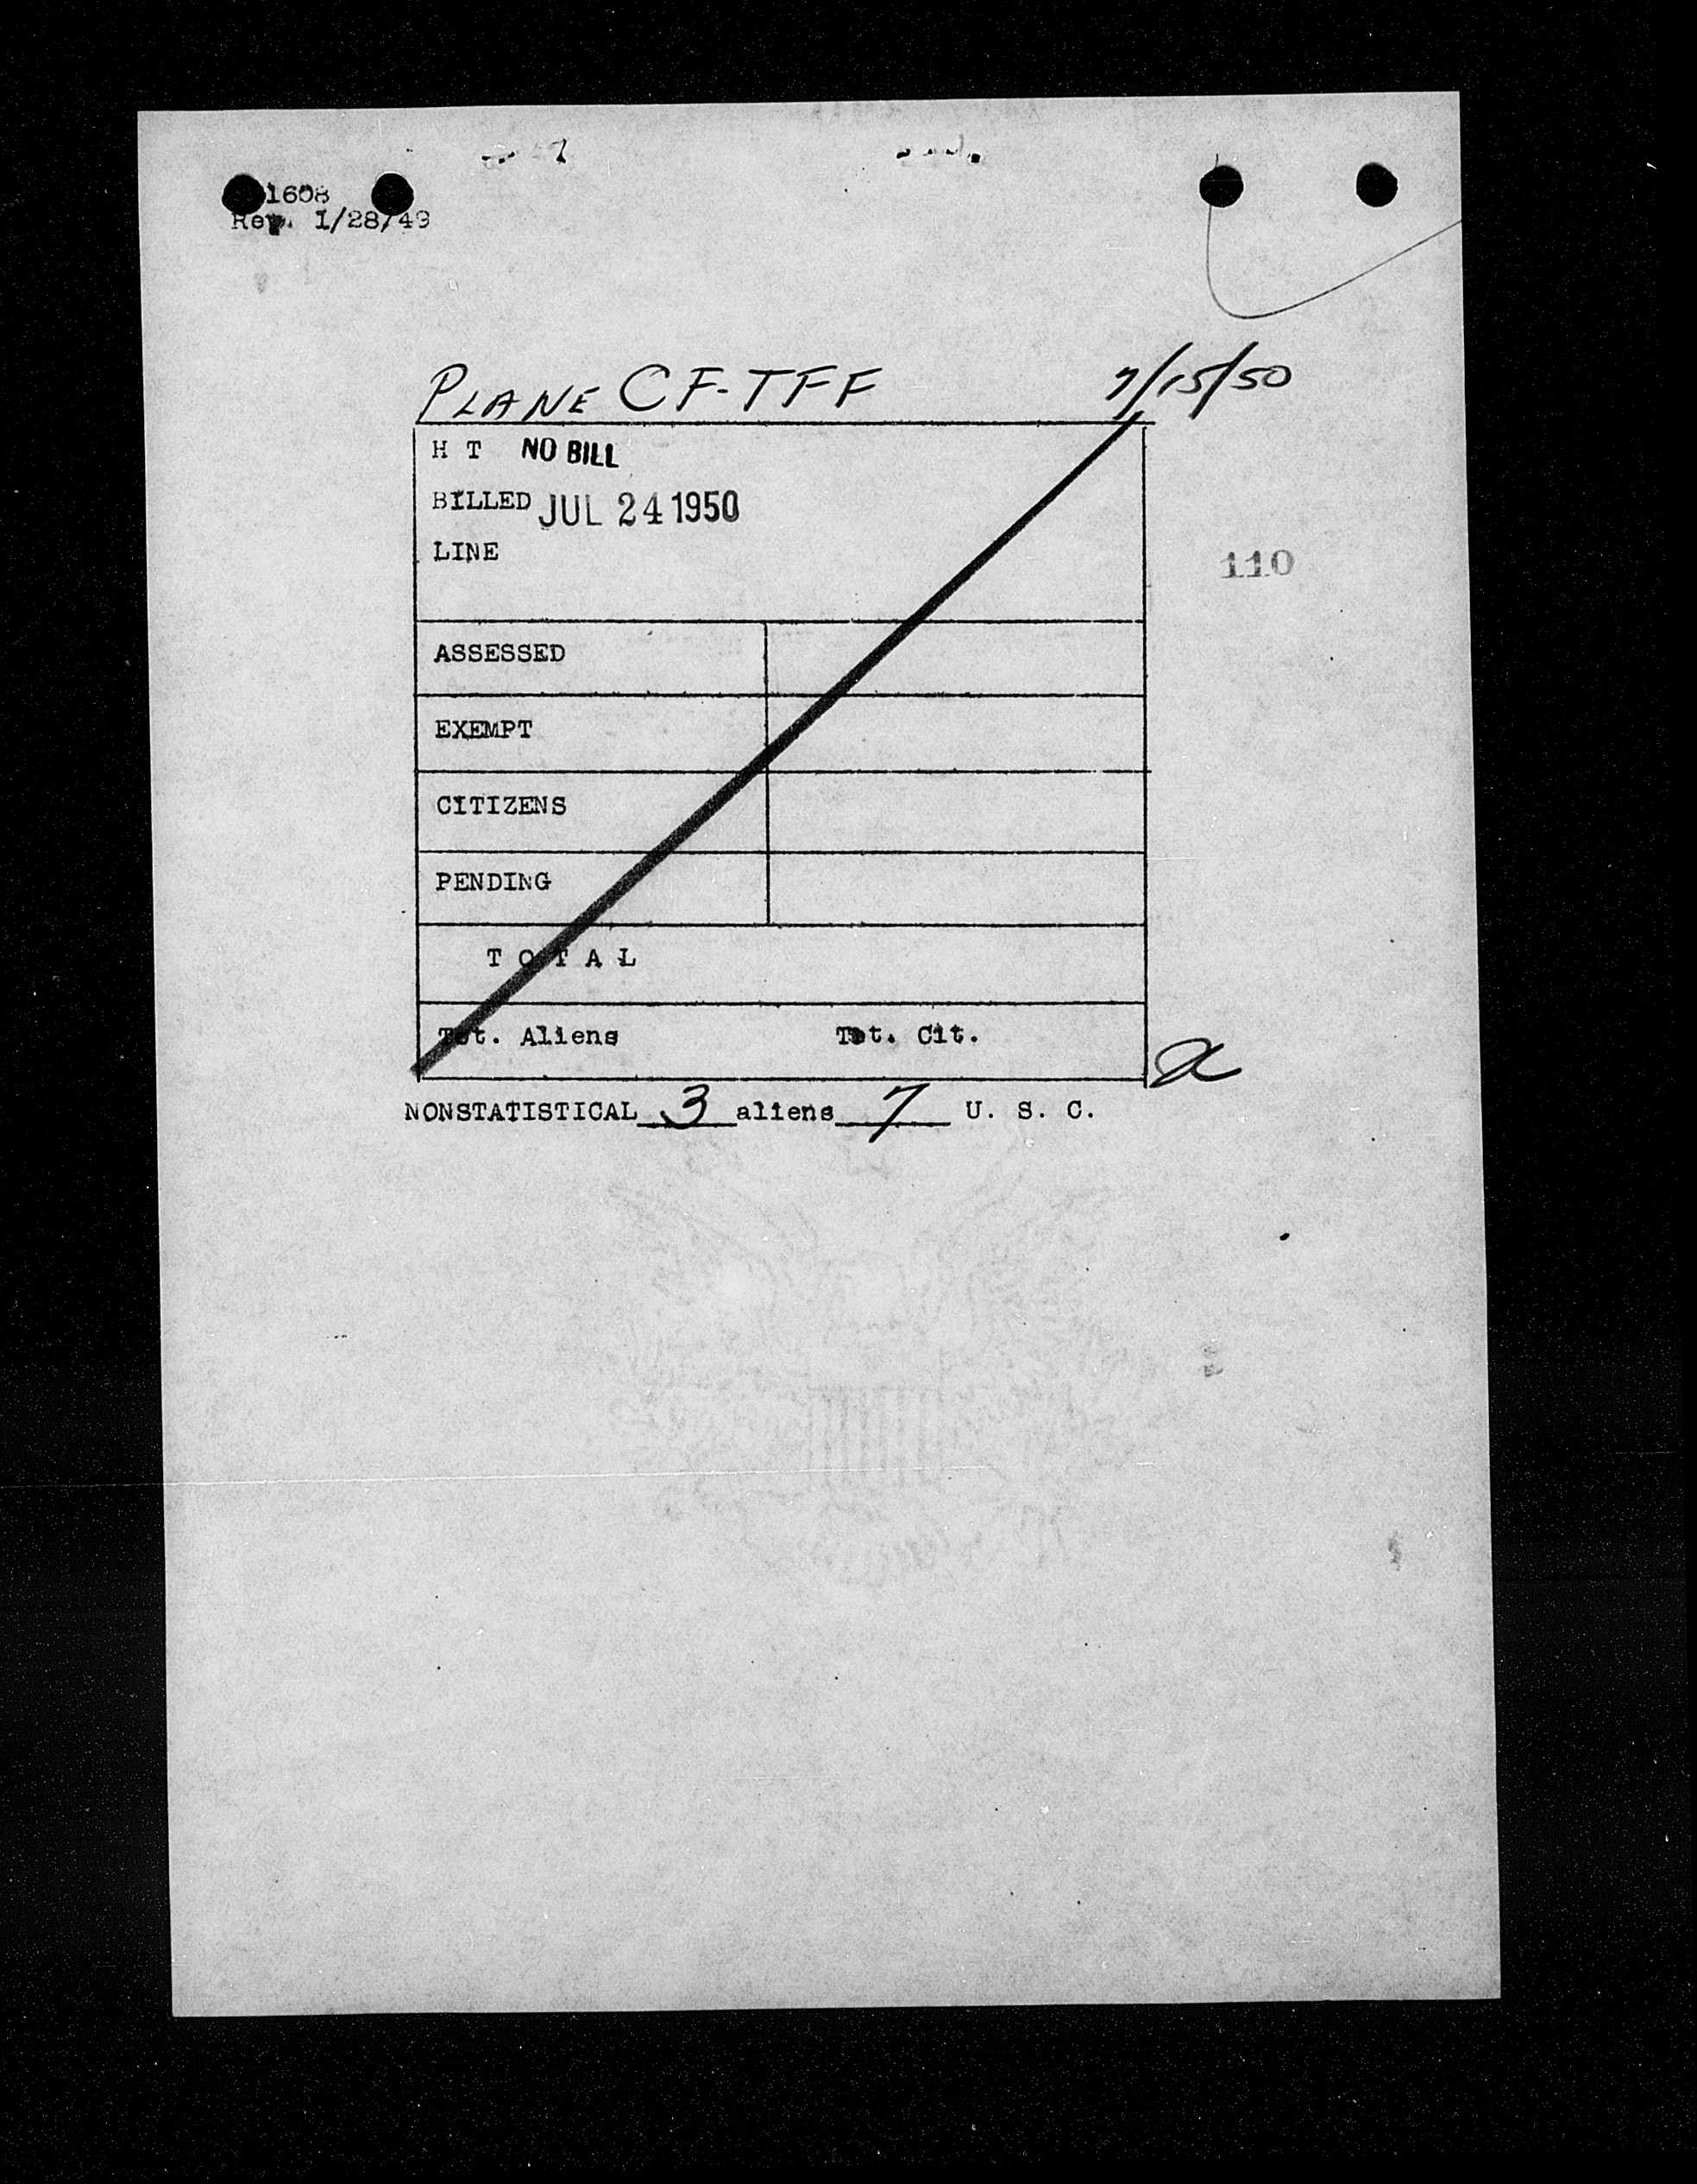 1608
Rev. 1/28/49
PLANE CF-TFF 7/15/50
H T NO BILL
BILLED JUL 24 1950
LINE
110
ASSESSED
EXEMPT
CITIZENS
PENDING
T O T A L
Tot. Aliens Tot. Cit.
NONSTATISTICAL 3 aliens 7 U. S. C.